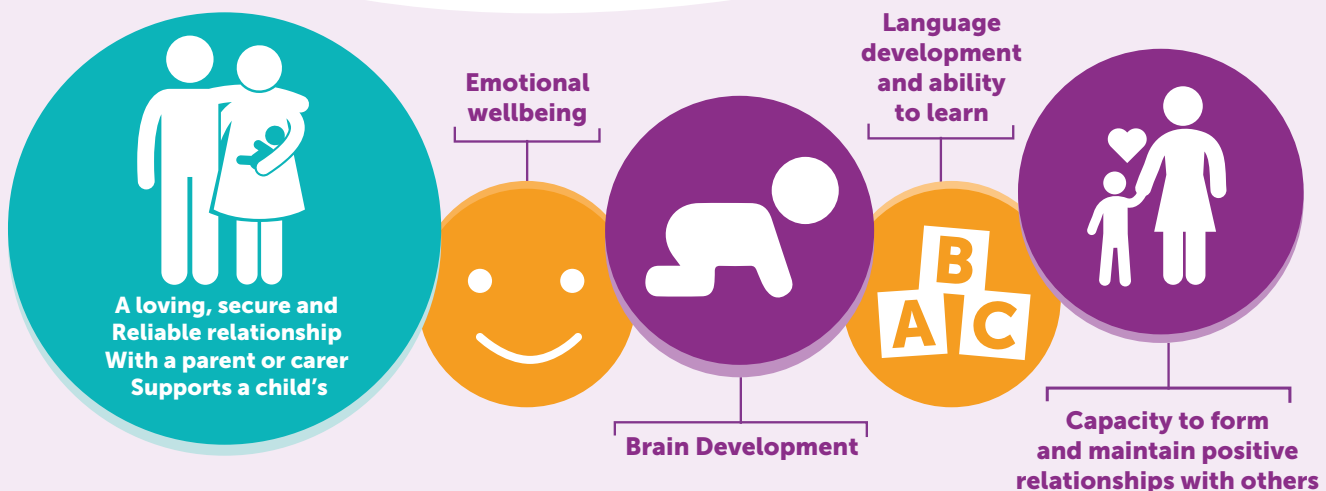 A loving, secure and
Reliable relationship
With a parent or carer
Supports a child's
Emotional
wellbeing
Brain Development
Language
development
and ability
to learn
B
A C
Capacity to form
and maintain positive
relationships with others